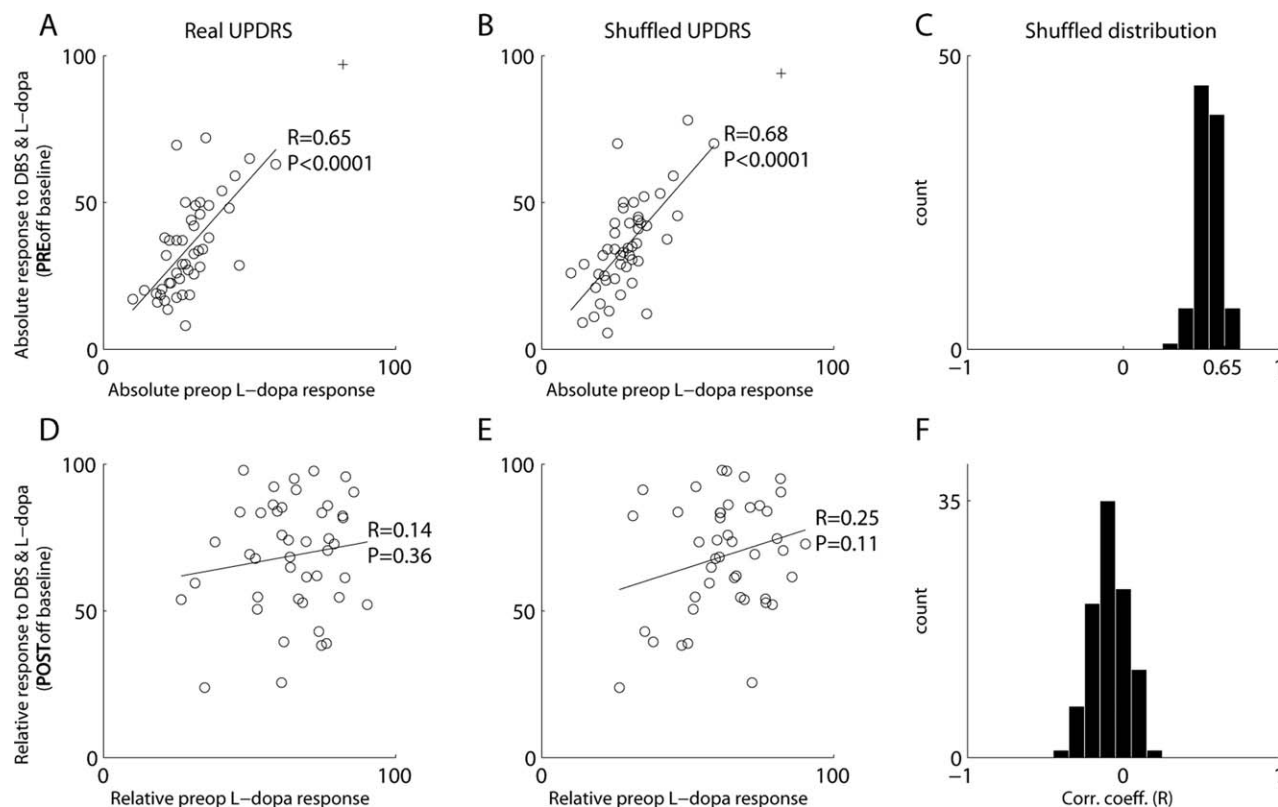 A
Real UPDRS
B
Shuffled UPDRS
C
Shuffled distribution
Absolute response to DBS & L−dopa
(PREoff baseline)
100
50
0
R=0.65
P<0.0001
0
100
Absolute preop L−dopa response
100
50
0
R=0.68
P<0.0001
0
100
Absolute preop L−dopa response
50
count
0
−1
0
0.65
1
D
E
F
Relative response to DBS & L−dopa
(POSToff baseline)
100
50
0
R=0.14
P=0.36
0
100
Relative preop L−dopa response
100
50
0
R=0.25
P=0.11
0
100
Relative preop L−dopa response
35
count
0
−1
0
1
Corr. coeff. (R)